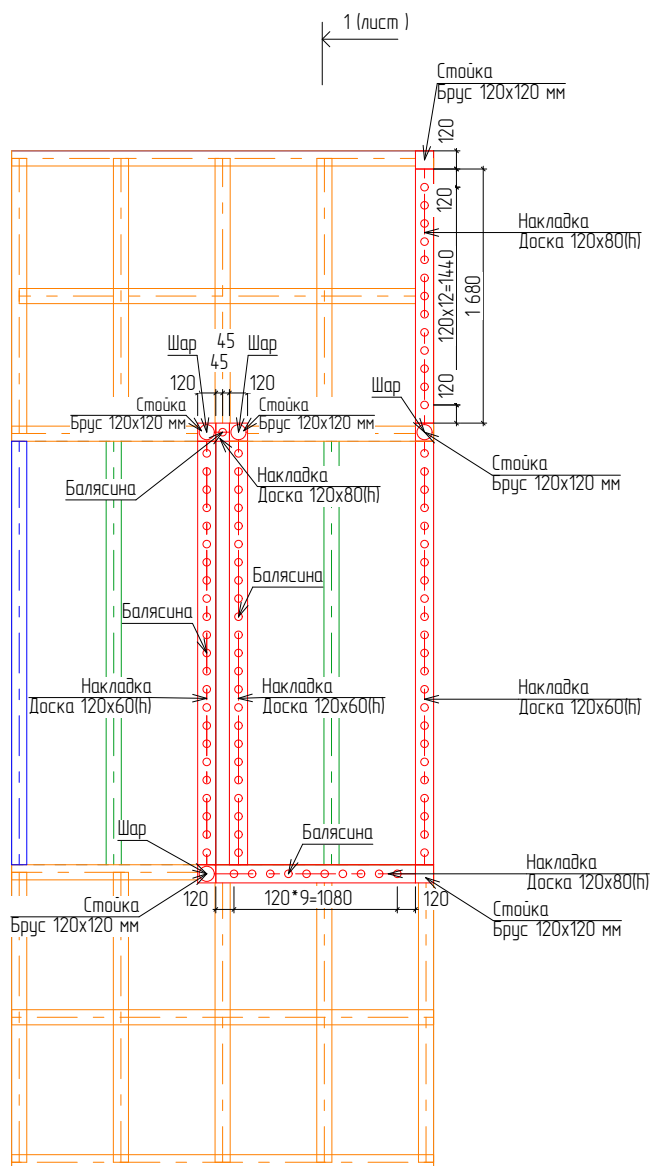 1 (лист )
Стойка
Брус 120х120 мм
120
120
Накладка
Доска 120х80(h)
120х12=1440
1 680
120
45
45
Шар
Шар
120
120
Шар
Стойка
Брус 120х120 мм
Стойка
Брус 120х120 мм
Стойка
Брус 120х120 мм
Балясина
Накладка
Доска 120х80(h)
Балясина
Балясина
Накладка
Доска 120х60(h)
Накладка
Доска 120х60(h)
Накладка
Доска 120х60(h)
Шар
Балясина
Накладка
Доска 120х80(h)
Стойка
Брус 120х120 мм
120
120*9=1080
120
Стойка
Брус 120х120 мм